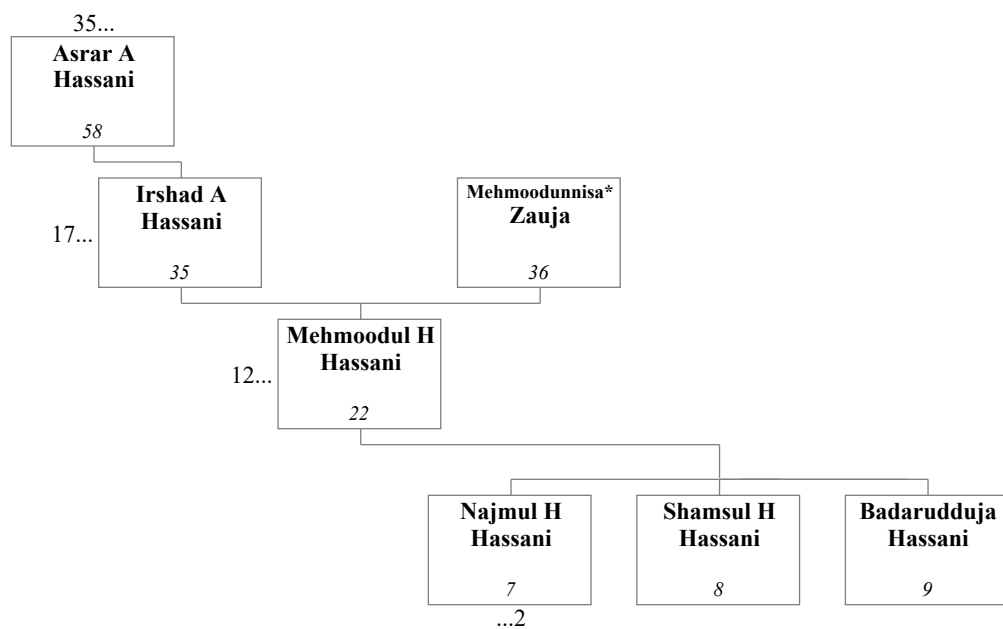 35...
Asrar A
Hassani
58
Irshad A
Hassani
17...
35
Mehmoodunnisa*
Zauja
36
Mehmoodul H
Hassani
12...
22
Najmul H
Hassani
7
...2
Shamsul H
Hassani
8
Badarudduja
Hassani
9